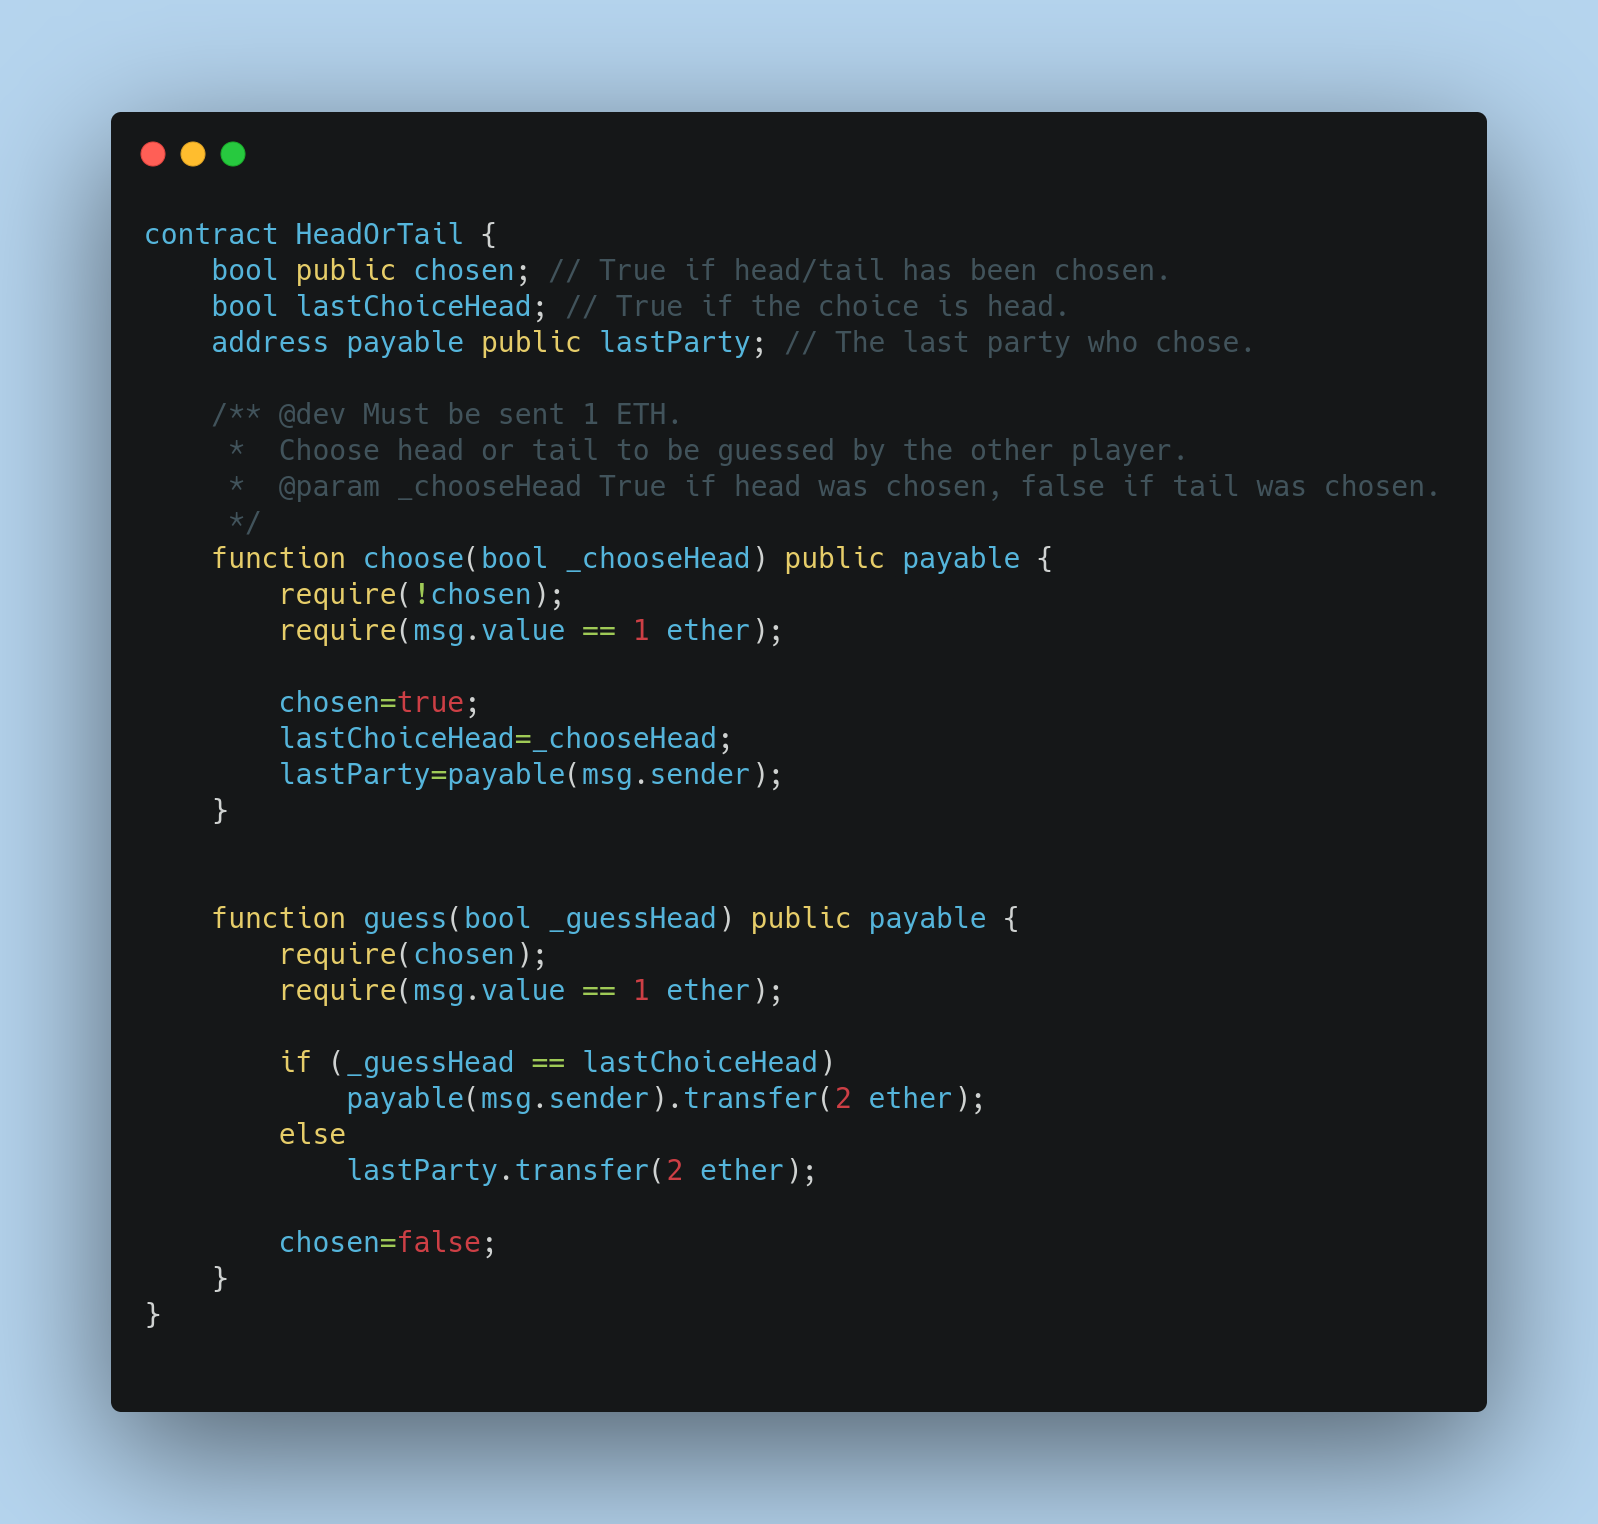 contract HeadOrTail {
    bool public chosen; // True if head/tail has been chosen.
    bool lastChoiceHead; // True if the choice is head.
    address payable public lastParty; // The last party who chose.

    /** @dev Must be sent 1 ETH.
     *  Choose head or tail to be guessed by the other player.
     *  @param _chooseHead True if head was chosen, false if tail was chosen.
     */
    function choose(bool _chooseHead) public payable {
        require(!chosen);
        require(msg.value == 1 ether);

        chosen=true;
        lastChoiceHead=_chooseHead;
        lastParty=payable(msg.sender);
    }


    function guess(bool _guessHead) public payable {
        require(chosen);
        require(msg.value == 1 ether);

        if (_guessHead == lastChoiceHead)
            payable(msg.sender).transfer(2 ether);
        else
            lastParty.transfer(2 ether);

        chosen=false;
    }
}